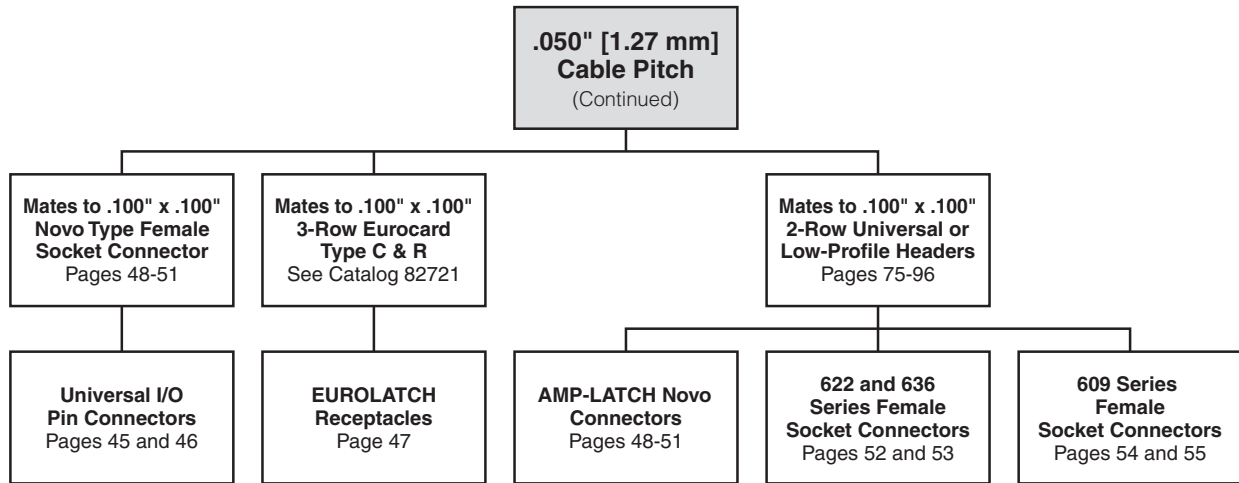 .050" [1.27 mm]
Cable Pitch
(Continued)
Mates to .100" x .100"
Novo Type Female
Socket Connector
Pages 48-51
Mates to .100" x .100"
3-Row Eurocard
Type C & R
See Catalog 82721
Mates to .100" x .100"
2-Row Universal or
Low-Profile Headers
Pages 75-96
Universal I/O
Pin Connectors
Pages 45 and 46
EUROLATCH
Receptacles
Page 47
AMP-LATCH Novo
Connectors
Pages 48-51
622 and 636
Series Female
Socket Connectors
Pages 52 and 53
609 Series
Female
Socket Connectors
Pages 54 and 55